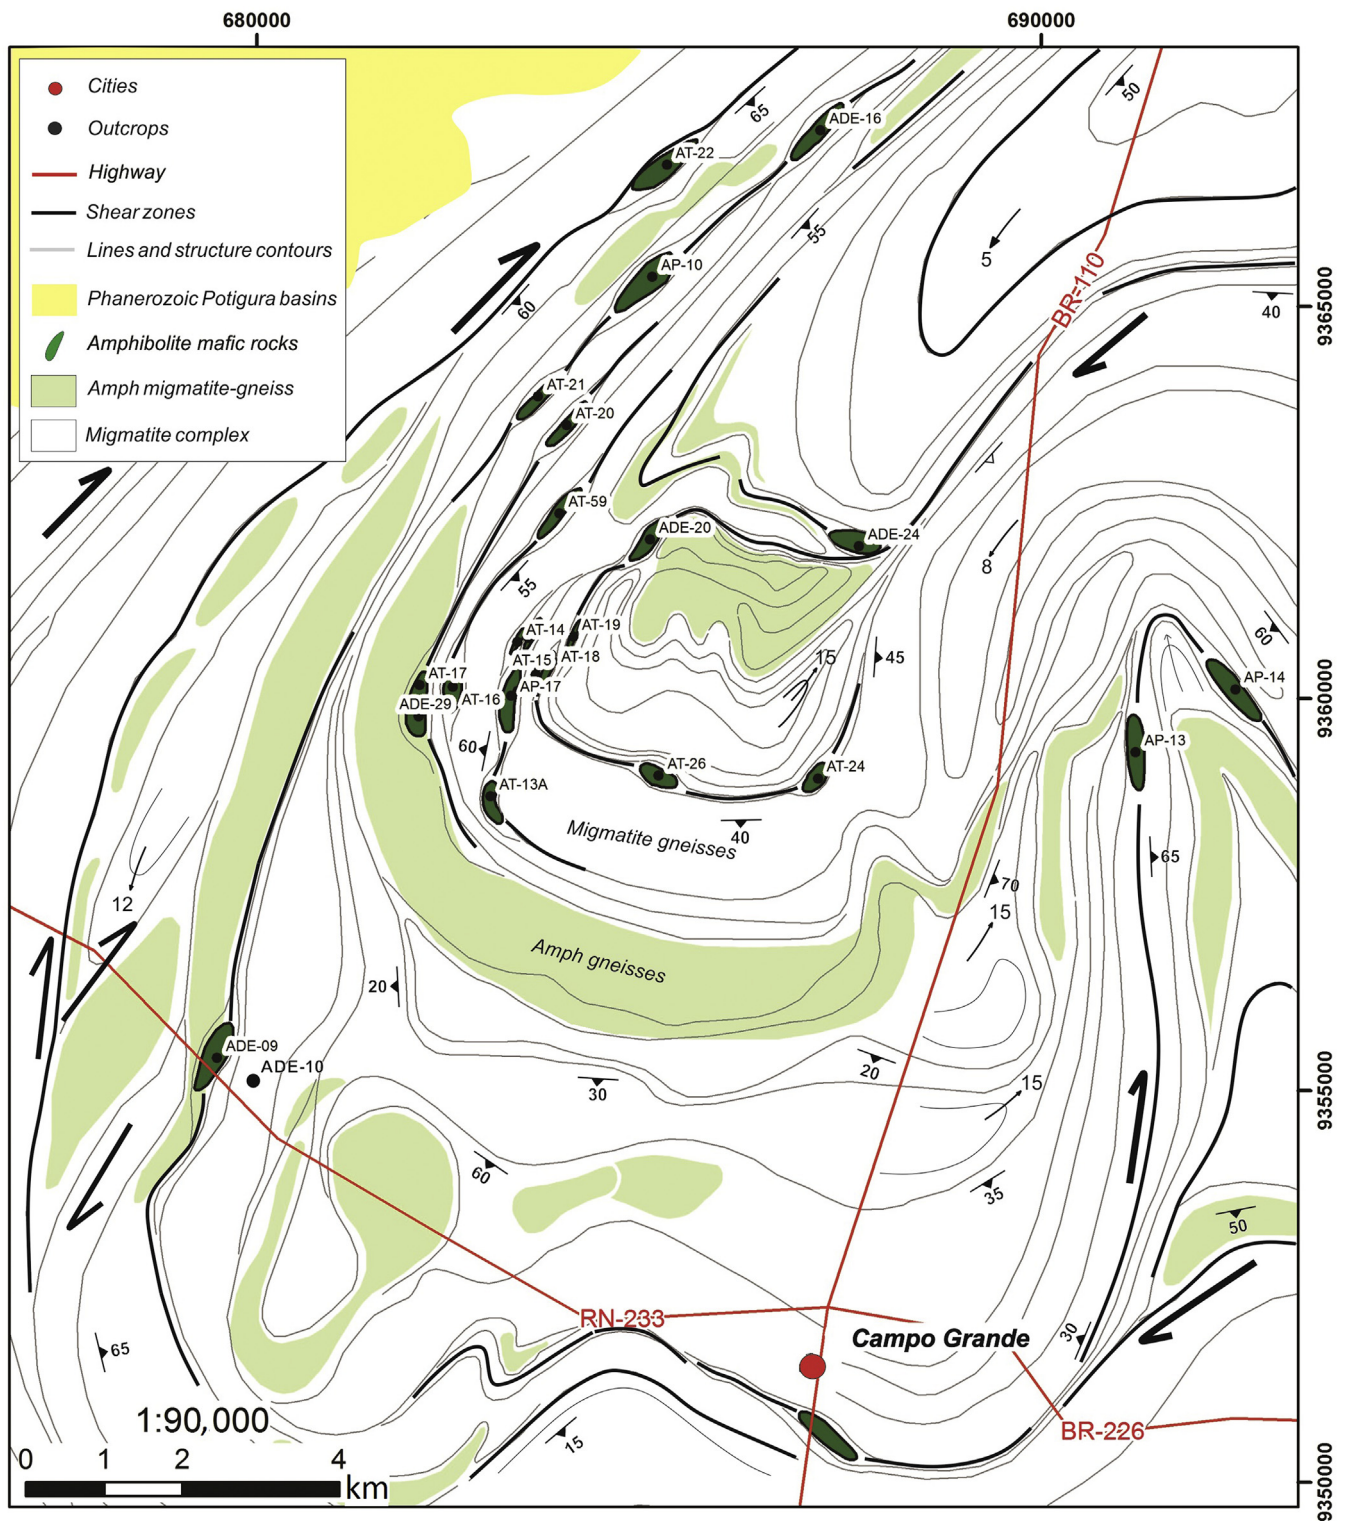 680000
690000
Cities
Outcrops
Highway
Shear zones
Lines and structure contours
Phanerozoic Potigura basins
Amphibolite mafic rocks
Amph migmatite-gneiss
Migmatite complex
50
65
ADE-16
AT-22
55
5
AP-10
BR-110
60
40
9365000
AT-21
AT-20
AT-59
ADE-20
ADE-24
8
55
AT-14
AT-19
60
AT-15
AT-18
15
45
AT-17
AP-17
AP-14
ADE-29
AT-16
9360000
60
AP-13
AT-26
AT-24
AT-13A
40
Migmatite gneisses
65
70
12
15
Amph gneisses
20
ADE-09
ADE-10
20
30
15
9355000
60
35
50
RN-233
Campo Grande
30
65
1:90,000
BR-226
15
0 1 2 4
km
9350000